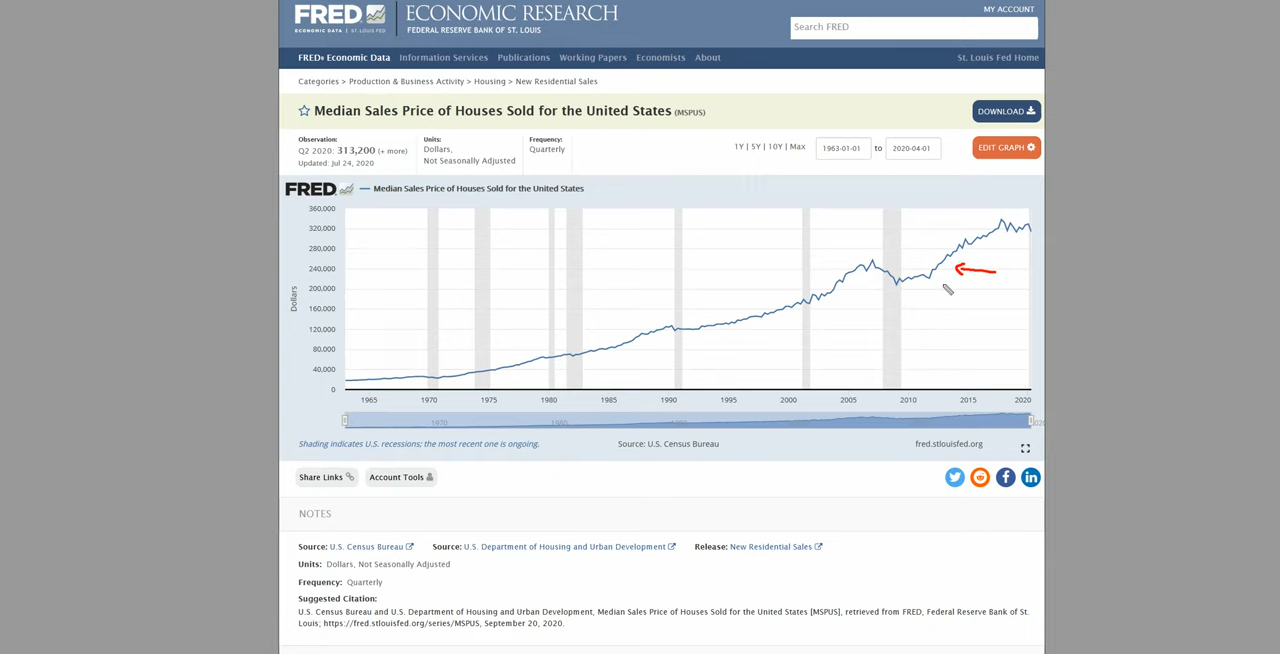 FRED
ECONOMIC DATA | ST. LOUIS FED
ECONOMIC RESEARCH
FEDERAL RESERVE BANK OF ST. LOUIS
MY ACCOUNT
Search FRED
FRED® Economic Data Information Services Publications Working Papers Economists About St. Louis Fed Home
Categories > Production & Business Activity > Housing > New Residential Sales
Median Sales Price of Houses Sold for the United States (MSPUS)
DOWNLOAD
Observation:
Q2 2020: 313,200 (+ more)
Updated: Jul 24, 2020
Units:
Dollars,
Not Seasonally Adjusted
Frequency:
Quarterly
1Y | 5Y | 10Y | Max
1963-01-01 to 2020-04-01
EDIT GRAPH
FRED — Median Sales Price of Houses Sold for the United States
360,000
320,000
280,000
240,000
200,000
160,000
120,000
80,000
40,000
0
Dollars
1965 1970 1975 1980 1985 1990 1995 2000 2005 2010 2015 2020
1970 1980
Shading indicates U.S. recessions; the most recent one is ongoing. Source: U.S. Census Bureau fred.stlouisfed.org
Share Links Account Tools
NOTES
Source: U.S. Census Bureau Source: U.S. Department of Housing and Urban Development Release: New Residential Sales
Units: Dollars, Not Seasonally Adjusted
Frequency: Quarterly
Suggested Citation:
U.S. Census Bureau and U.S. Department of Housing and Urban Development, Median Sales Price of Houses Sold for the United States [MSPUS], retrieved from FRED, Federal Reserve Bank of St.
Louis; https://fred.stlouisfed.org/series/MSPUS, September 20, 2020.